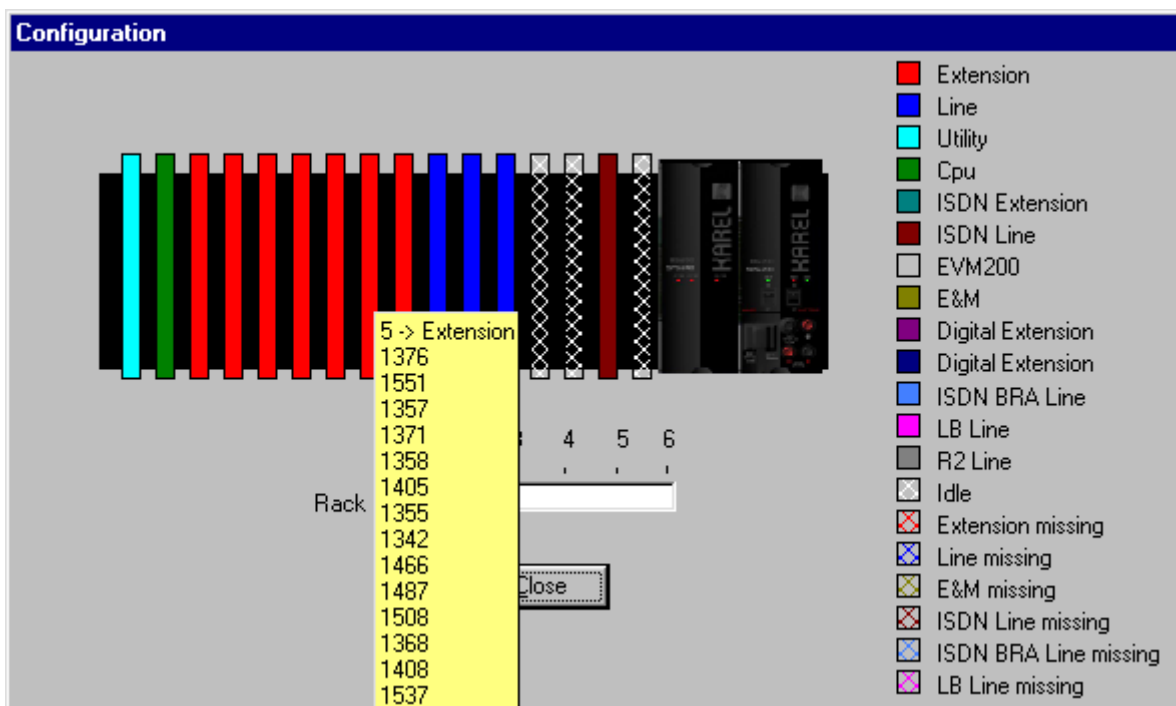 Configuration
KAREL
KAREL
5 -> Extension
1376
1551
1357
1371
1358
1405
1355
1342
1466
1487
1508
1368
1408
1537
4 5 6
Rack
Close
Extension
Line
Utility
Cpu
ISDN Extension
ISDN Line
EVM200
E&M
Digital Extension
Digital Extension
ISDN BRA Line
LB Line
R2 Line
Idle
Extension missing
Line missing
E&M missing
ISDN Line missing
ISDN BRA Line missing
LB Line missing